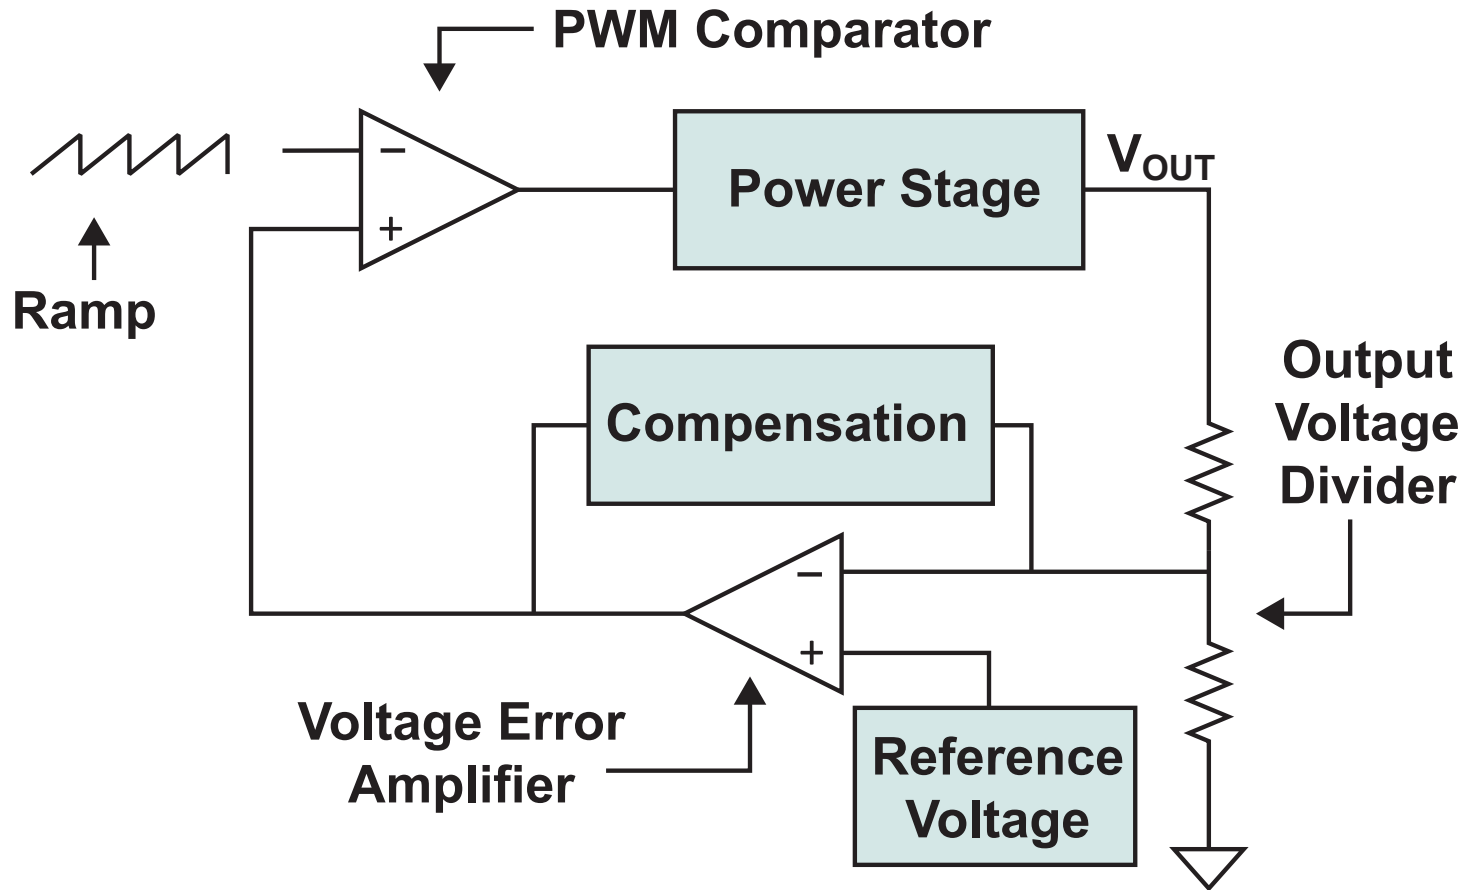 PWM Comparator
−
+
Ramp
Power Stage
VOUT
Output
Voltage
Divider
Compensation
−
+
Voltage Error
Amplifier
Reference
Voltage